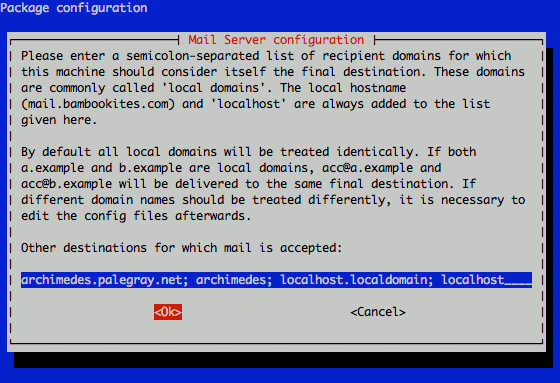 Package configuration
Mail Server configuration
Please enter a semicolon-separated list of recipient domains for which
this machine should consider itself the final destination. These domains
are commonly called 'local domains'. The local hostname
(mail.bambookites.com) and 'localhost' are always added to the list
given here.
By default all local domains will be treated identically. If both
a.example and b.example are local domains, acc@a.example and
acc@b.example will be delivered to the same final destination. If
different domain names should be treated differently, it is necessary to
edit the config files afterwards.
Other destinations for which mail is accepted:
archimedes.palegray.net; archimedes; localhost.localdomain; localhost____
<Ok> <Cancel>